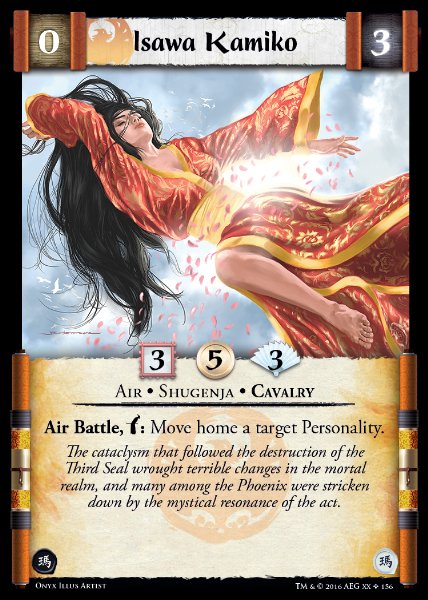 0
Isawa Kamiko
3
3
5
3
Air • Shugenja • Cavalry
Air Battle, : Move home a target Personality.
The cataclysm that followed the destruction of the
Third Seal wrought terrible changes in the mortal
realm, and many among the Phoenix were stricken
down by the mystical resonance of the act.
瑪
瑪
Onyx Illus Artist
TM & © 2016 AEG XX ❖ 156